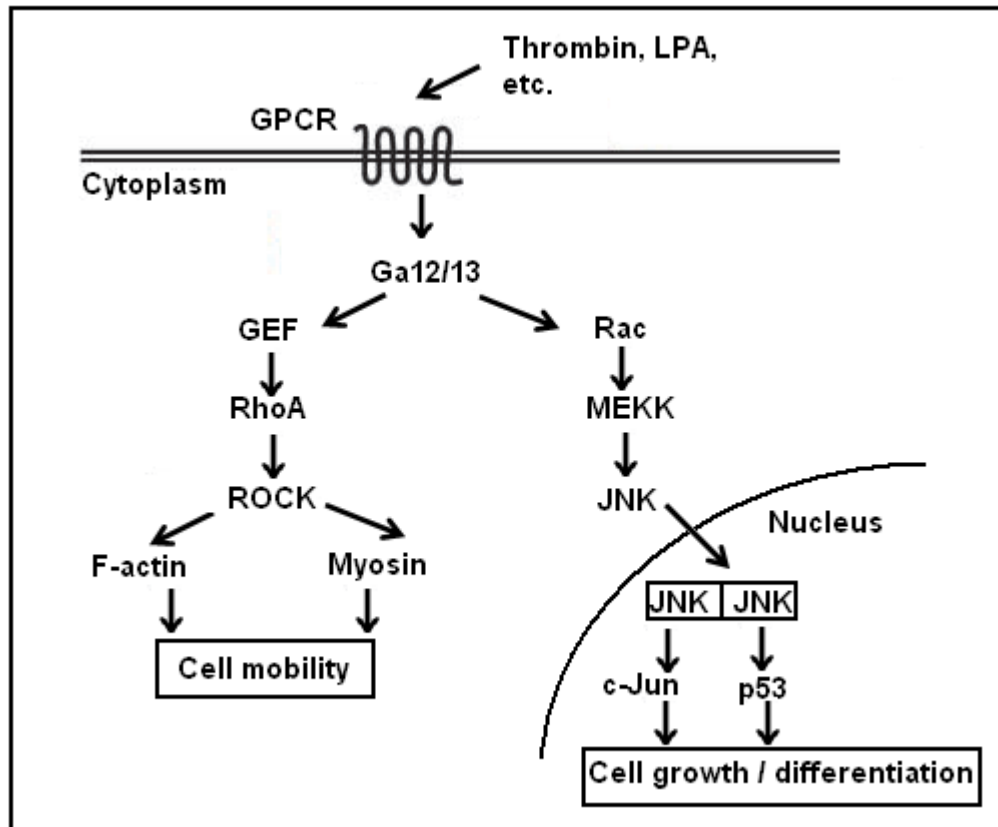 Thrombin, LPA,
etc.
GPCR
Cytoplasm
Ga12/13
GEF
Rac
RhoA
MEKK
ROCK
JNK
Nucleus
F-actin
Myosin
JNK JNK
Cell mobility
c-Jun
p53
Cell growth / differentiation